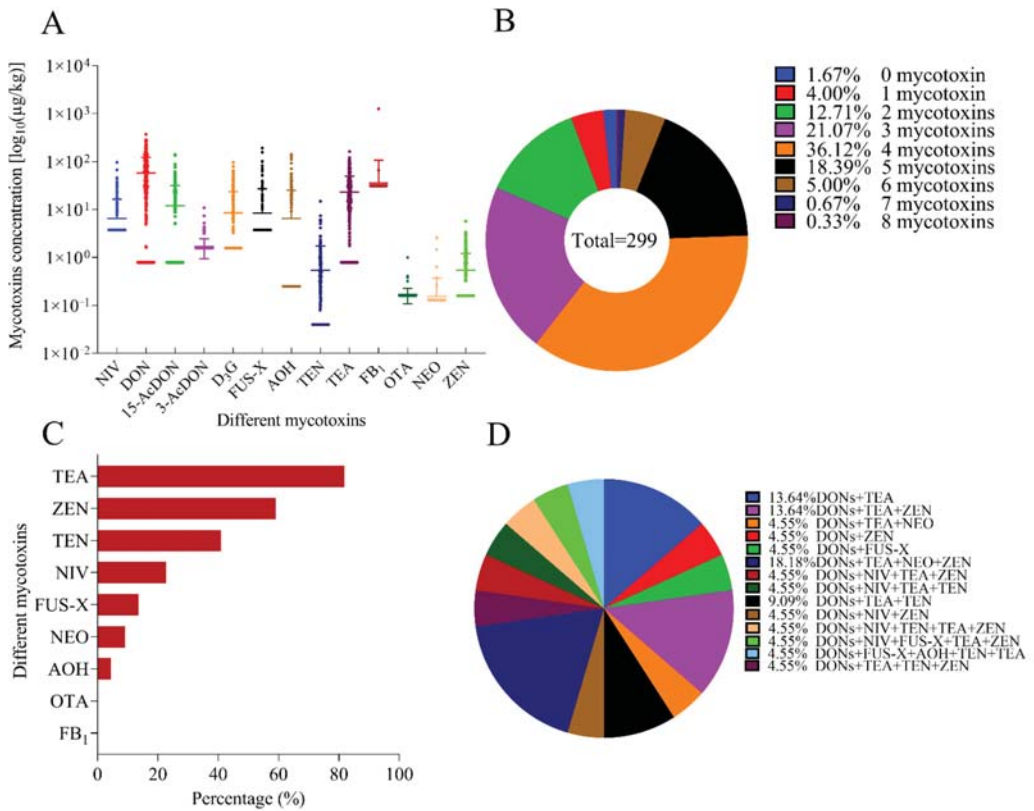 A
Mycotoxins concentration [log₁₀(µg/kg)]
1×10⁴
1×10³
1×10²
1×10¹
1×10⁰
1×10⁻¹
1×10⁻²
NIV
DON
15-AcDON
3-AcDON
D₃G
FUS-X
AOH
TEN
TEA
FB₁
OTA
NEO
ZEN
Different mycotoxins
B
Total=299
1.67% 0 mycotoxin
4.00% 1 mycotoxin
12.71% 2 mycotoxins
21.07% 3 mycotoxins
36.12% 4 mycotoxins
18.39% 5 mycotoxins
5.00% 6 mycotoxins
0.67% 7 mycotoxins
0.33% 8 mycotoxins
C
Different mycotoxins
TEA
ZEN
TEN
NIV
FUS-X
NEO
AOH
OTA
FB₁
0 20 40 60 80 100
Percentage (%)
D
13.64%DONs+TEA
13.64%DONs+TEA+ZEN
4.55% DONs+TEA+NEO
4.55% DONs+ZEN
4.55% DONs+FUS-X
18.18%DONs+TEA+NEO+ZEN
4.55% DONs+NIV+TEA+ZEN
4.55% DONs+NIV+TEA+TEN
9.09% DONs+TEA+TEN
4.55% DONs+NIV+ZEN
4.55% DONs+NIV+TEN+TEA+ZEN
4.55% DONs+NIV+FUS-X+TEA+ZEN
4.55% DONs+FUS-X+AOH+TEN+TEA
4.55% DONs+TEA+TEN+ZEN